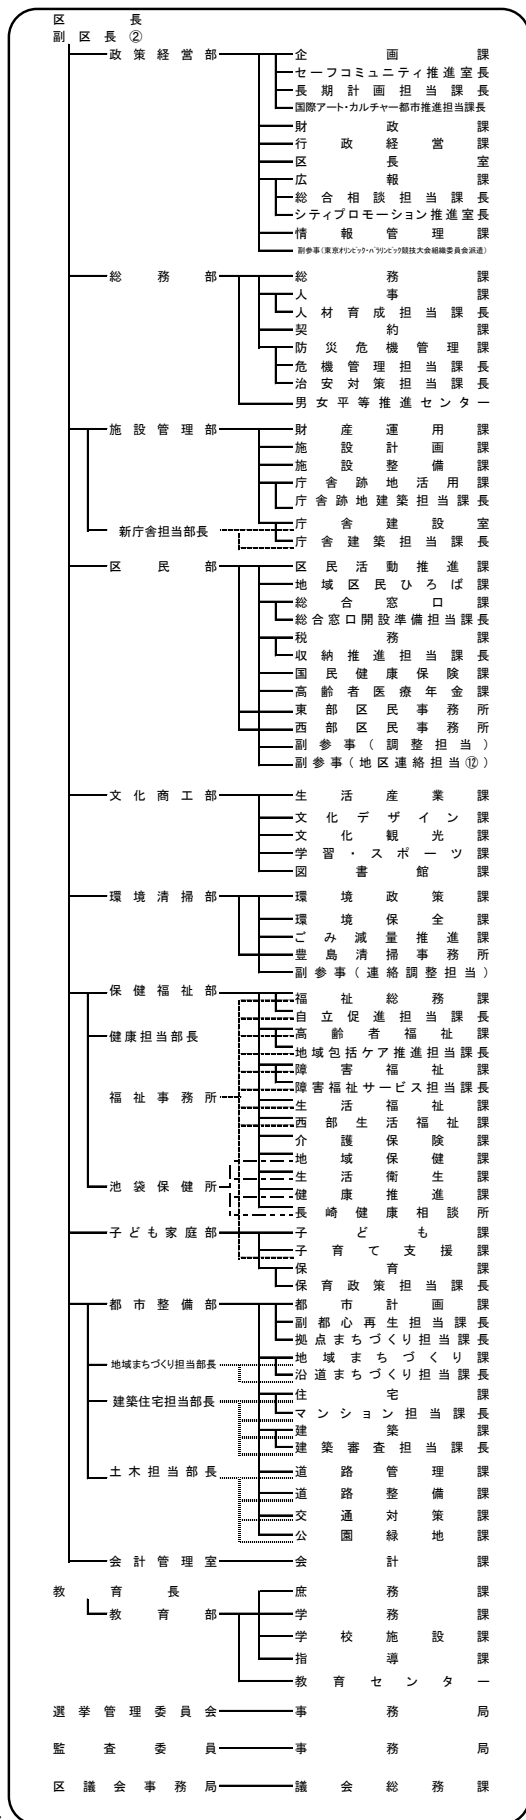 区長
副区長②
政策経営部 企画課
セーフコミュニティ推進室長
長期計画担当課長
国際アート・カルチャー都市推進担当課長
財政課
行政経営課
区長室
広報課
総合相談担当課長
シティプロモーション推進室長
情報管理課
副参事(東京オリンピック・パラリンピック競技大会組織委員会派遣)
総務部 総務課
人事課
人材育成担当課長
契約課
防災危機管理課
危機管理担当課長
治安対策担当課長
男女平等推進センター
施設管理部 財産運用課
施設計画課
施設整備課
庁舎跡地活用課
庁舎跡地建築担当課長
新庁舎担当部長 庁舎建設室
庁舎建築担当課長
区民部 区民活動推進課
地域区民ひろば課
総合窓口課
総合窓口開設準備担当課長
税務課
収納推進担当課長
国民健康保険課
高齢者医療年金課
東部区民事務所
西部区民事務所
副参事(調整担当)
副参事(地区連絡担当⑫)
文化商工部 生活産業課
文化デザイン課
文化観光課
学習・スポーツ課
図書館課
環境清掃部 環境政策課
環境保全課
ごみ減量推進課
豊島清掃事務所
副参事(連絡調整担当)
保健福祉部 福祉総務課
自立促進担当課長
健康担当部長 高齢者福祉課
地域包括ケア推進担当課長
障害福祉課
障害福祉サービス担当課長
福祉事務所 生活福祉課
西部生活福祉課
介護保険課
地域保健課
生活衛生課
池袋保健所 健康推進課
長崎健康相談所
子ども家庭部 子ども課
子育て支援課
保育課
保育政策担当課長
都市整備部 都市計画課
副都心再生担当課長
拠点まちづくり担当課長
地域まちづくり担当部長 地域まちづくり課
沿道まちづくり担当課長
建築住宅担当部長 住宅課
マンション担当課長
建築課
建築審査担当課長
土木担当部長 道路管理課
道路整備課
交通対策課
公園緑地課
会計管理室 会計課
教育長 庶務課
教育部 学務課
学校施設課
指導課
教育センター
選挙管理委員会 事務局
監査委員 事務局
区議会事務局 議会総務課